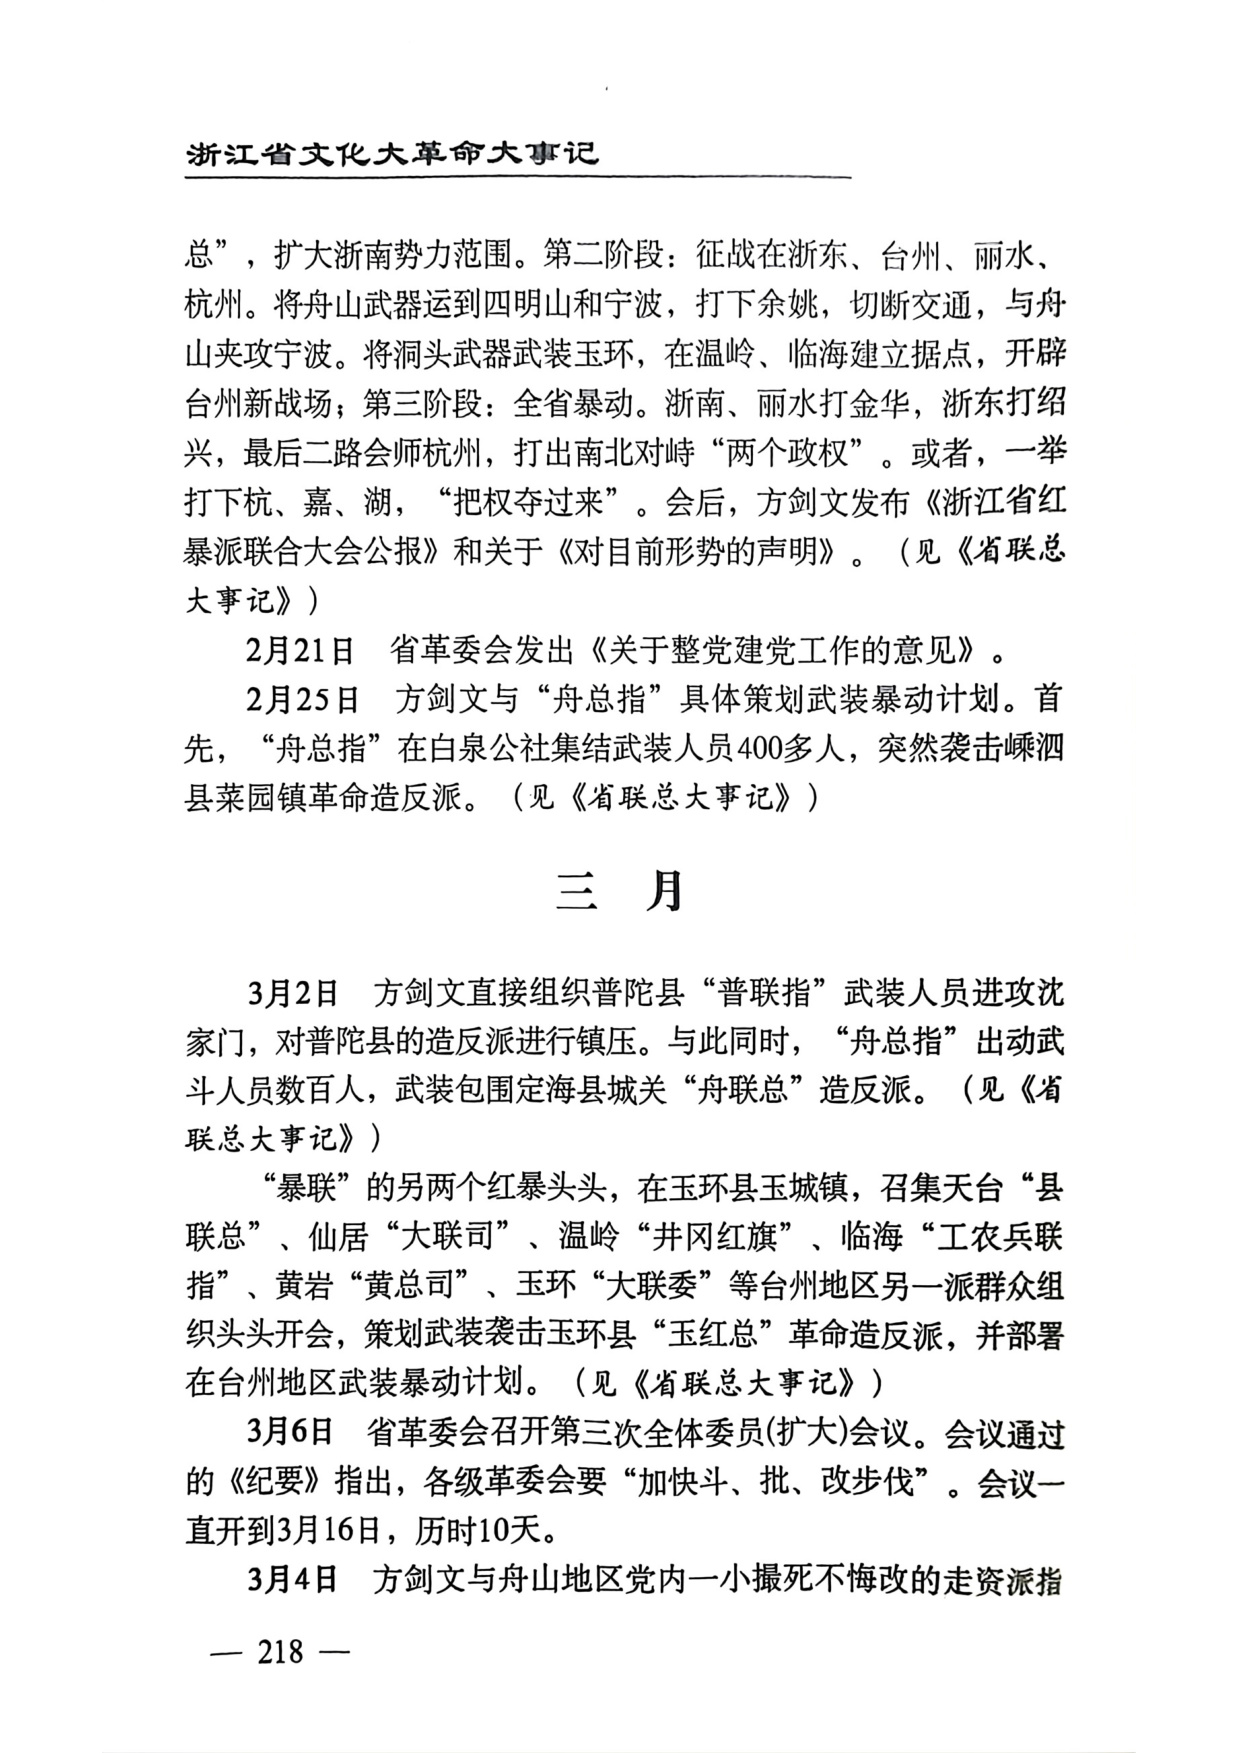 浙江省文化大革命大事记
总”，扩大浙南势力范围。第二阶段：征战在浙东、台州、丽水、
杭州。将舟山武器运到四明山和宁波，打下余姚，切断交通，与舟
山夹攻宁波。将洞头武器武装玉环，在温岭、临海建立据点，开辟
台州新战场；第三阶段：全省暴动。浙南、丽水打金华，浙东打绍
兴，最后二路会师杭州，打出南北对峙“两个政权”。或者，一举
打下杭、嘉、湖，“把权夺过来”。会后，方剑文发布《浙江省红
暴派联合大会公报》和关于《对目前形势的声明》。（见《省联总
大事记》）
2月21日　省革委会发出《关于整党建党工作的意见》。
2月25日　方剑文与“舟总指”具体策划武装暴动计划。首
先，“舟总指”在白泉公社集结武装人员400多人，突然袭击嵊泗
县菜园镇革命造反派。（见《省联总大事记》）
三　月
3月2日　方剑文直接组织普陀县“普联指”武装人员进攻沈
家门，对普陀县的造反派进行镇压。与此同时，“舟总指”出动武
斗人员数百人，武装包围定海县城关“舟联总”造反派。（见《省
联总大事记》）
“暴联”的另两个红暴头头，在玉环县玉城镇，召集天台“县
联总”、仙居“大联司”、温岭“井冈红旗”、临海“工农兵联
指”、黄岩“黄总司”、玉环“大联委”等台州地区另一派群众组
织头头开会，策划武装袭击玉环县“玉红总”革命造反派，并部署
在台州地区武装暴动计划。（见《省联总大事记》）
3月6日　省革委会召开第三次全体委员(扩大)会议。会议通过
的《纪要》指出，各级革委会要“加快斗、批、改步伐”。会议一
直开到3月16日，历时10天。
3月4日　方剑文与舟山地区党内一小撮死不悔改的走资派指
— 218 —